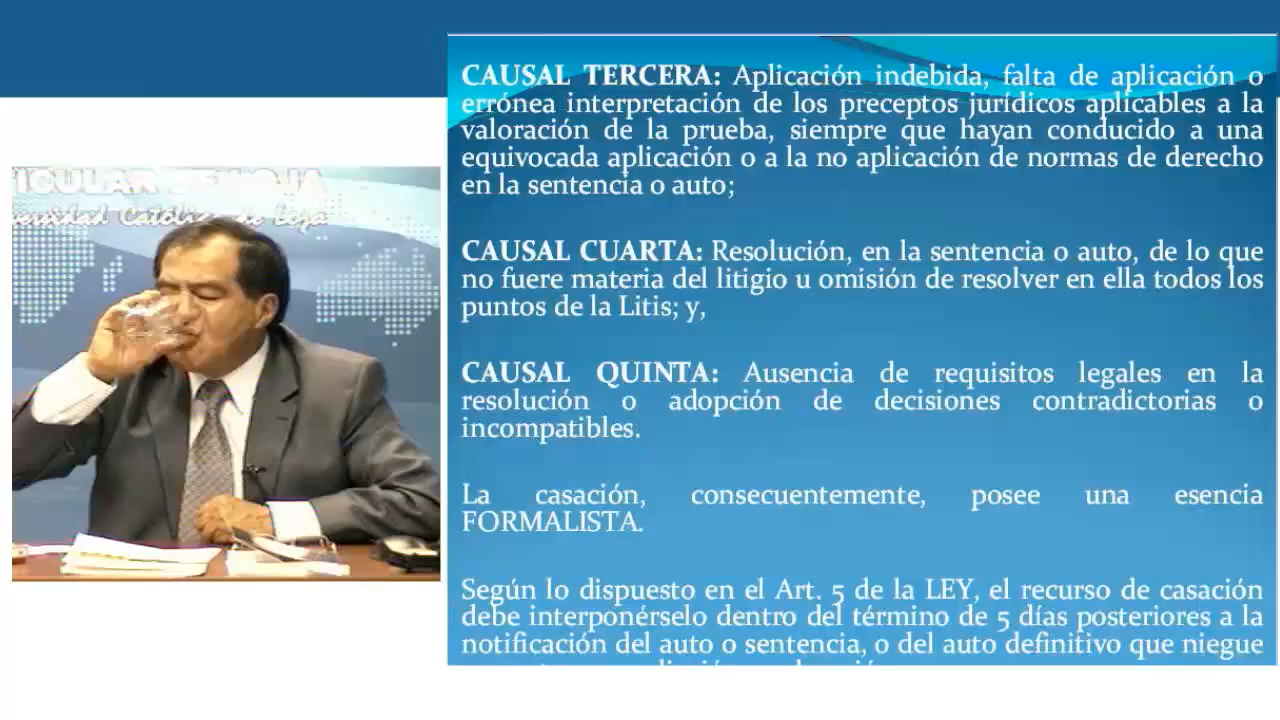 CAUSAL TERCERA: Aplicación indebida, falta de aplicación o
errónea interpretación de los preceptos jurídicos aplicables a la
valoración de la prueba, siempre que hayan conducido a una
equivocada aplicación o a la no aplicación de normas de derecho
en la sentencia o auto;
CAUSAL CUARTA: Resolución, en la sentencia o auto, de lo que
no fuere materia del litigio u omisión de resolver en ella todos los
puntos de la Litis; y,
CAUSAL QUINTA: Ausencia de requisitos legales en la
resolución o adopción de decisiones contradictorias o
incompatibles.
La casación, consecuentemente, posee una esencia
FORMALISTA.
Según lo dispuesto en el Art. 5 de la LEY, el recurso de casación
debe interponérselo dentro del término de 5 días posteriores a la
notificación del auto o sentencia, o del auto definitivo que niegue
ICULAR
LOJA
Católica de Loja